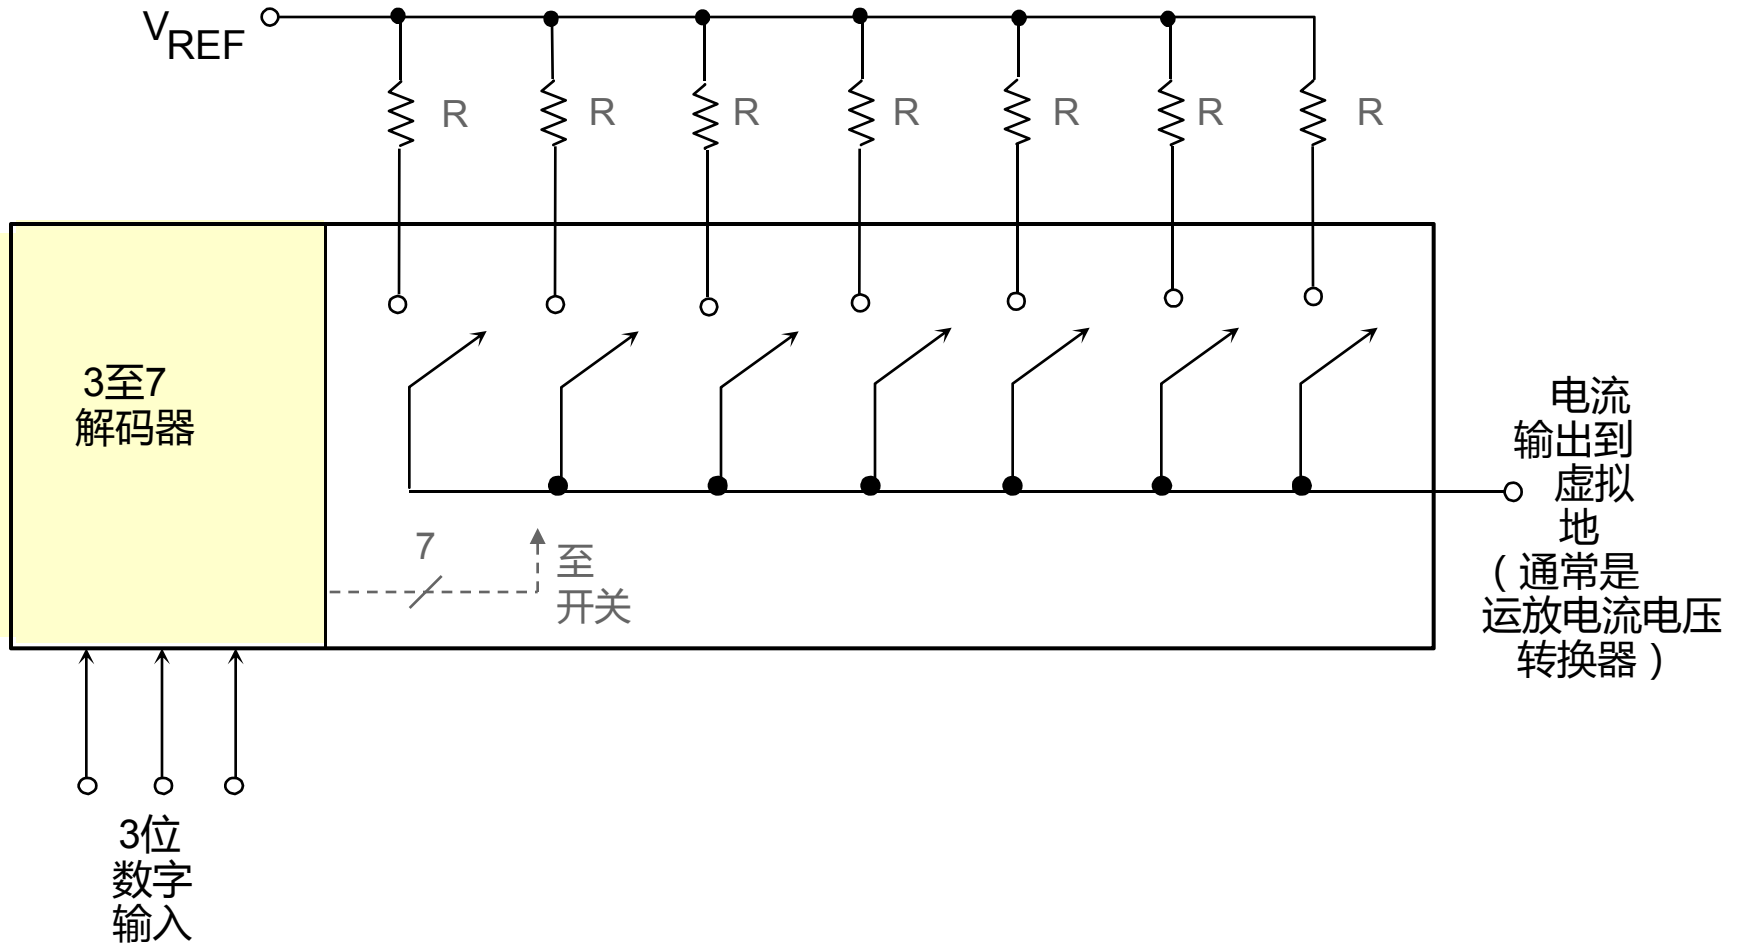 VREF
R R R R R R R
3至7
解码器
电流
输出到
虚拟
地
（通常是
运放电流电压
转换器）
7
至
开关
3位
数字
输入